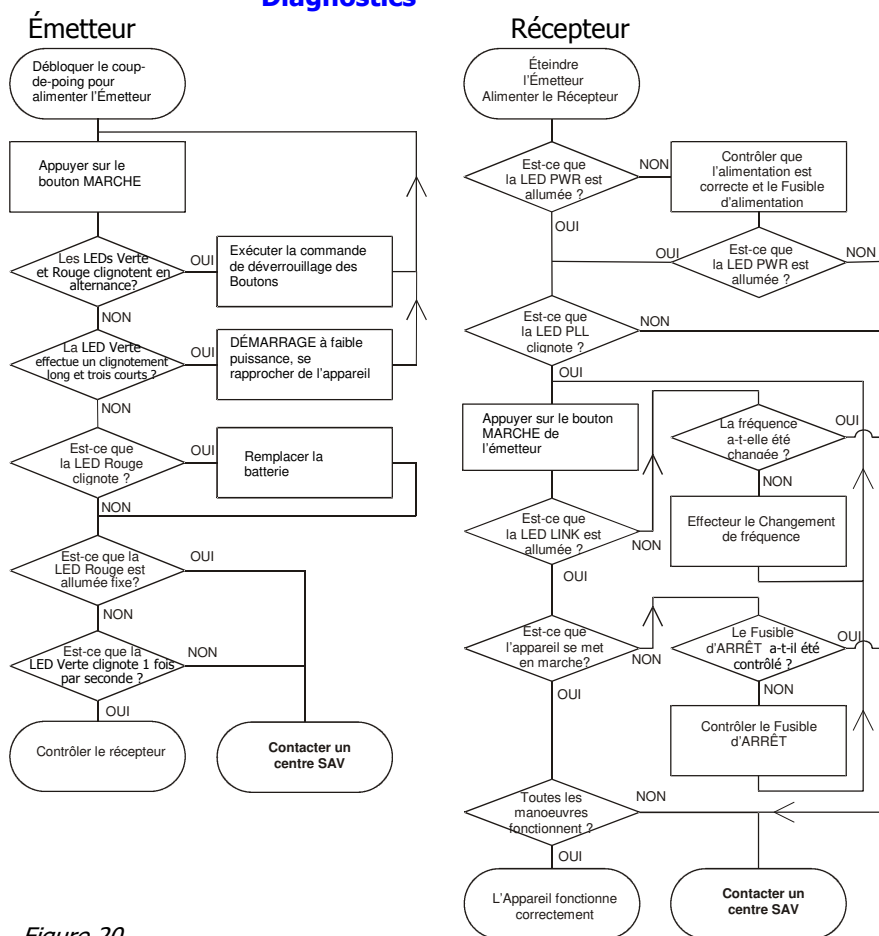 Diagnostics
Émetteur
Débloquer le coup-
de-poing pour
alimenter l'Émetteur
Appuyer sur le
bouton MARCHE
Les LEDs Verte
et Rouge clignotent en
alternance?
OUI
Exécuter la commande
de déverrouillage des
Boutons
NON
La LED Verte
effectue un clignotement
long et trois courts ?
OUI
DÉMARRAGE à faible
puissance, se
rapprocher de l'appareil
NON
Est-ce que
la LED Rouge
clignote ?
OUI
Remplacer la
batterie
NON
Est-ce que la
LED Rouge est
allumée fixe?
OUI
NON
Est-ce que la
LED Verte clignote 1 fois
par seconde ?
NON
OUI
Contrôler le récepteur
Contacter un
centre SAV
Récepteur
Éteindre
l'Émetteur
Alimenter le Récepteur
Est-ce que
la LED PWR est
allumée ?
NON
Contrôler que
l'alimentation est
correcte et le Fusible
d'alimentation
OUI
OUI
Est-ce que
la LED PWR est
allumée ?
NON
Est-ce que
la LED PLL
clignote ?
NON
OUI
Appuyer sur le bouton
MARCHE de
l'émetteur
La fréquence
a-t-elle été
changée ?
OUI
NON
Effecteur le Changement
de fréquence
Est-ce que
la LED LINK est
allumée ?
NON
OUI
Est-ce que
l'appareil se met
en marche?
NON
Le Fusible
d'ARRÊT a-t-il été
contrôlé ?
OUI
NON
Contrôler le Fusible
d'ARRÊT
OUI
Toutes les
manoeuvres
fonctionnent ?
NON
OUI
L'Appareil fonctionne
correctement
Contacter un
centre SAV
Figure 20